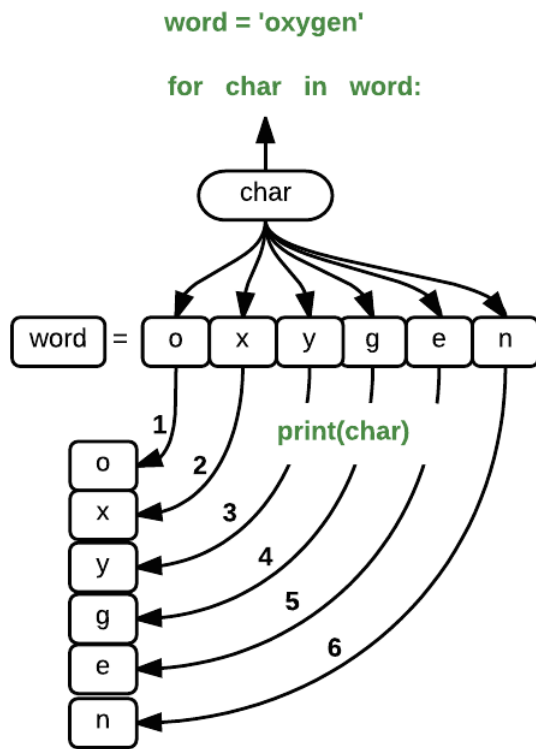 word = 'oxygen'
for char in word:
char
word = o x y g e n
print(char)
1
o
2
x
3
y
4
g
5
e
6
n